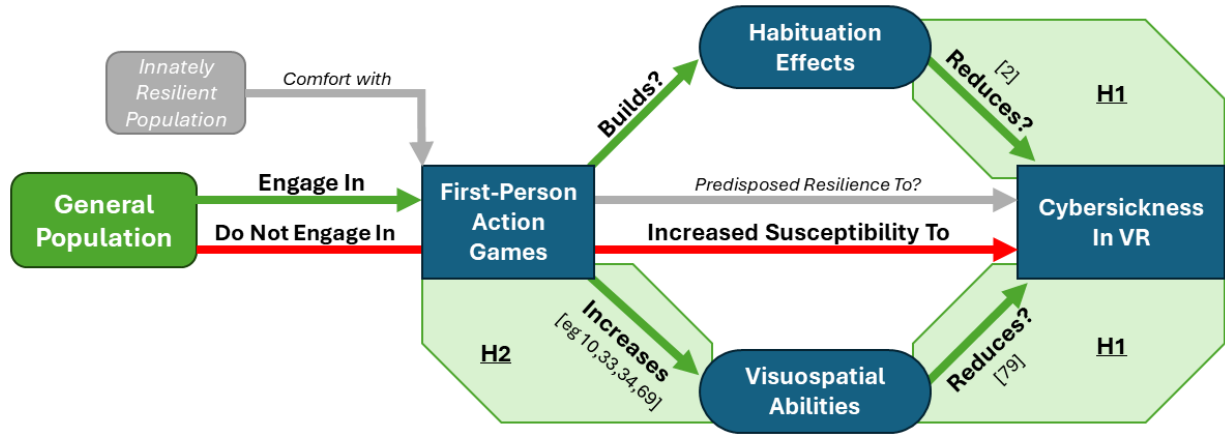 Innately
Resilient
Population
Comfort with
General
Population
Engage In
Do Not Engage In
First-Person
Action
Games
Builds?
Habituation
Effects
Reduces?
[2]
H1
Predisposed Resilience To?
Increased Susceptibility To
Cybersickness
In VR
H2
Increases
[eg 10,33,34,69]
Visuospatial
Abilities
Reduces?
[79]
H1